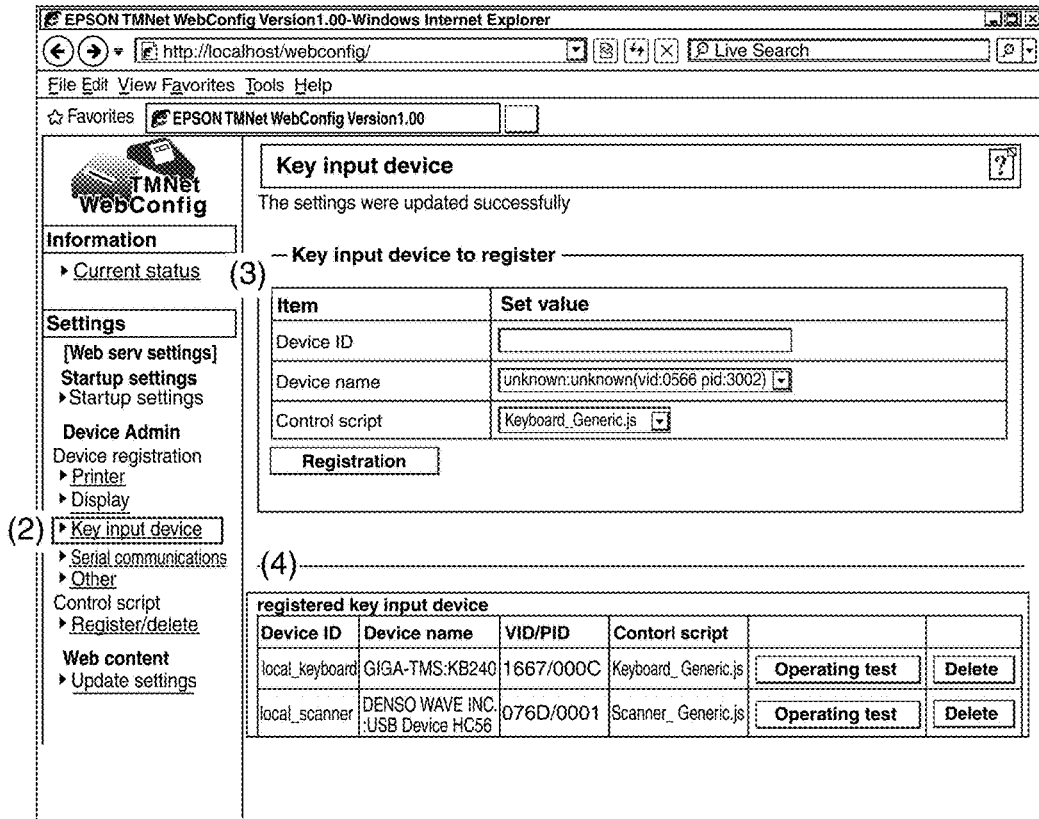 EPSON TMNet WebConfig Version1.00-Windows Internet Explorer
http://localhost/webconfig/
Live Search
File Edit View Favorites Tools Help
Favorites
EPSON TMNet WebConfig Version1.00
TMNet
WebConfig
Information
Current status
Settings
[Web serv settings]
Startup settings
Startup settings
Device Admin
Device registration
Printer
Display
(2)
Key input device
Serial communications
Other
Control script
Register/delete
Web content
Update settings
Key input device
?
The settings were updated successfully
(3)
Key input device to register
Item Set value
Device ID
Device name unknown:unknown(vid:0566 pid:3002)
Control script Keyboard_Generic.js
Registration
(4)
registered key input device
Device ID Device name VID/PID Contorl script
local_keyboard GIGA-TMS:KB240 1667/000C Keyboard_ Generic.js Operating test Delete
local_scanner DENSO WAVE INC. :USB Device HC56 076D/0001 Scanner_ Generic.js Operating test Delete